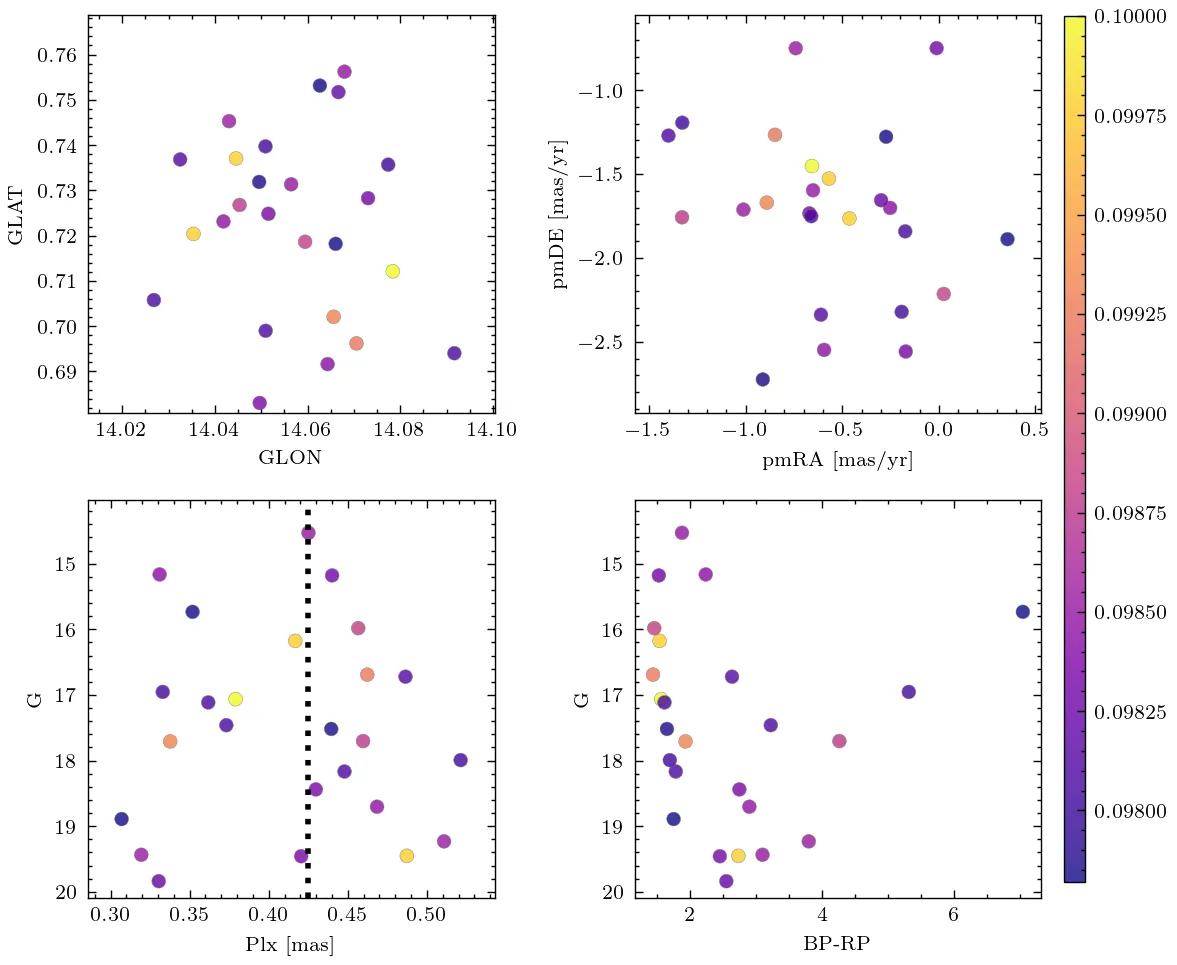 0.76
0.75
0.74
0.73
0.72
0.71
0.70
0.69
GLAT
14.02 14.04 14.06 14.08 14.10
GLON
−1.0
−1.5
−2.0
−2.5
pmDE [mas/yr]
−1.5 −1.0 −0.5 0.0 0.5
pmRA [mas/yr]
15
16
17
18
19
20
G
0.30 0.35 0.40 0.45 0.50
Plx [mas]
15
16
17
18
19
20
G
2 4 6
BP-RP
0.10000
0.09975
0.09950
0.09925
0.09900
0.09875
0.09850
0.09825
0.09800